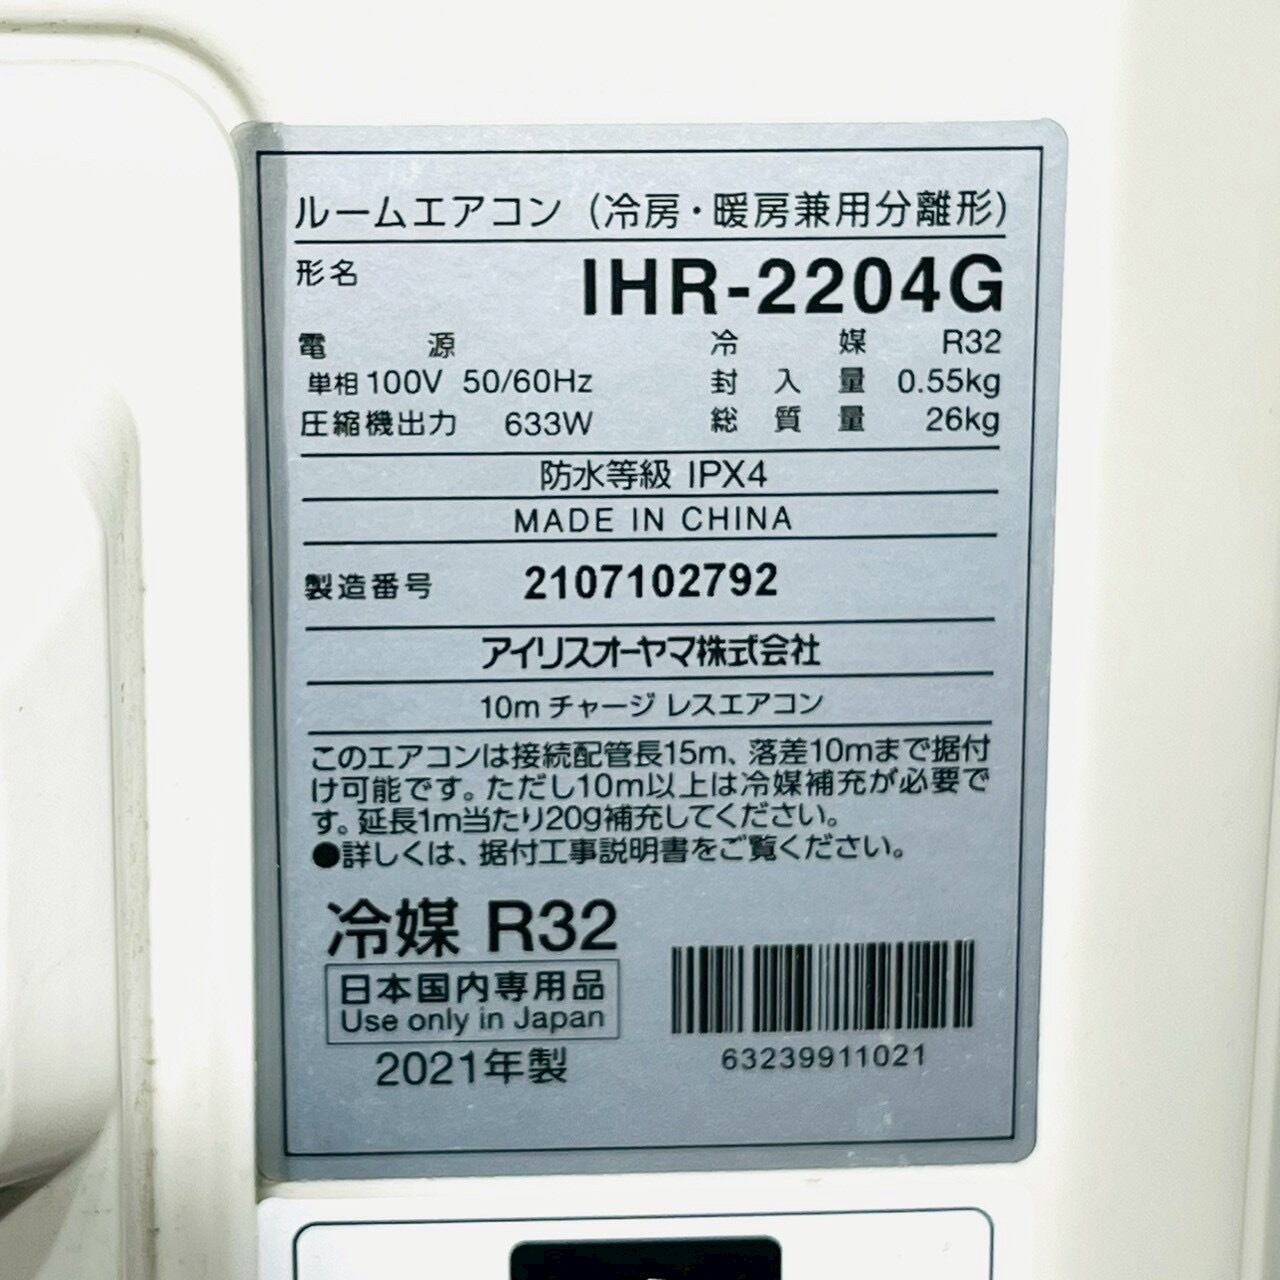 ルームエアコン（冷房・暖房兼用分離形）
形名 IHR-2204G
電源 冷媒 R32
単相100V 50/60Hz 封入量 0.55kg
圧縮機出力 633W 総質量 26kg
防水等級 IPX4
MADE IN CHINA
製造番号 2107102792
アイリスオーヤマ株式会社
10mチャージレスエアコン
このエアコンは接続配管長15m、落差10mまで据付
け可能です。ただし10m以上は冷媒補充が必要で
す。延長1m当たり20g補充してください。
●詳しくは、据付工事説明書をご覧ください。
冷媒 R32
日本国内専用品
Use only in Japan
2021年製
63239911021